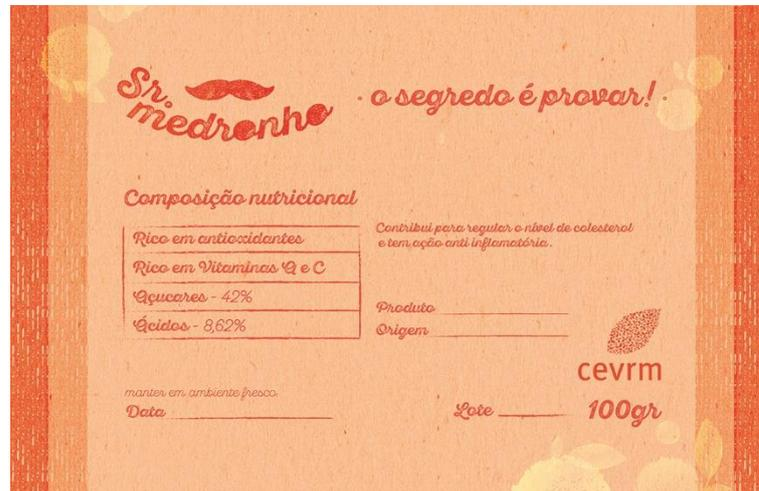 Sr. medronho
· o segredo é provar! ·
Composição nutricional
Rico em antioxidantes
Rico em Vitaminas A e C
Açucares - 42%
Ácidos - 8,62%
Contribui para regular o nível de colesterol
e tem ação anti inflamatória.
Produto
Origem
cevrm
manter em ambiente fresco.
Data
Lote
100gr